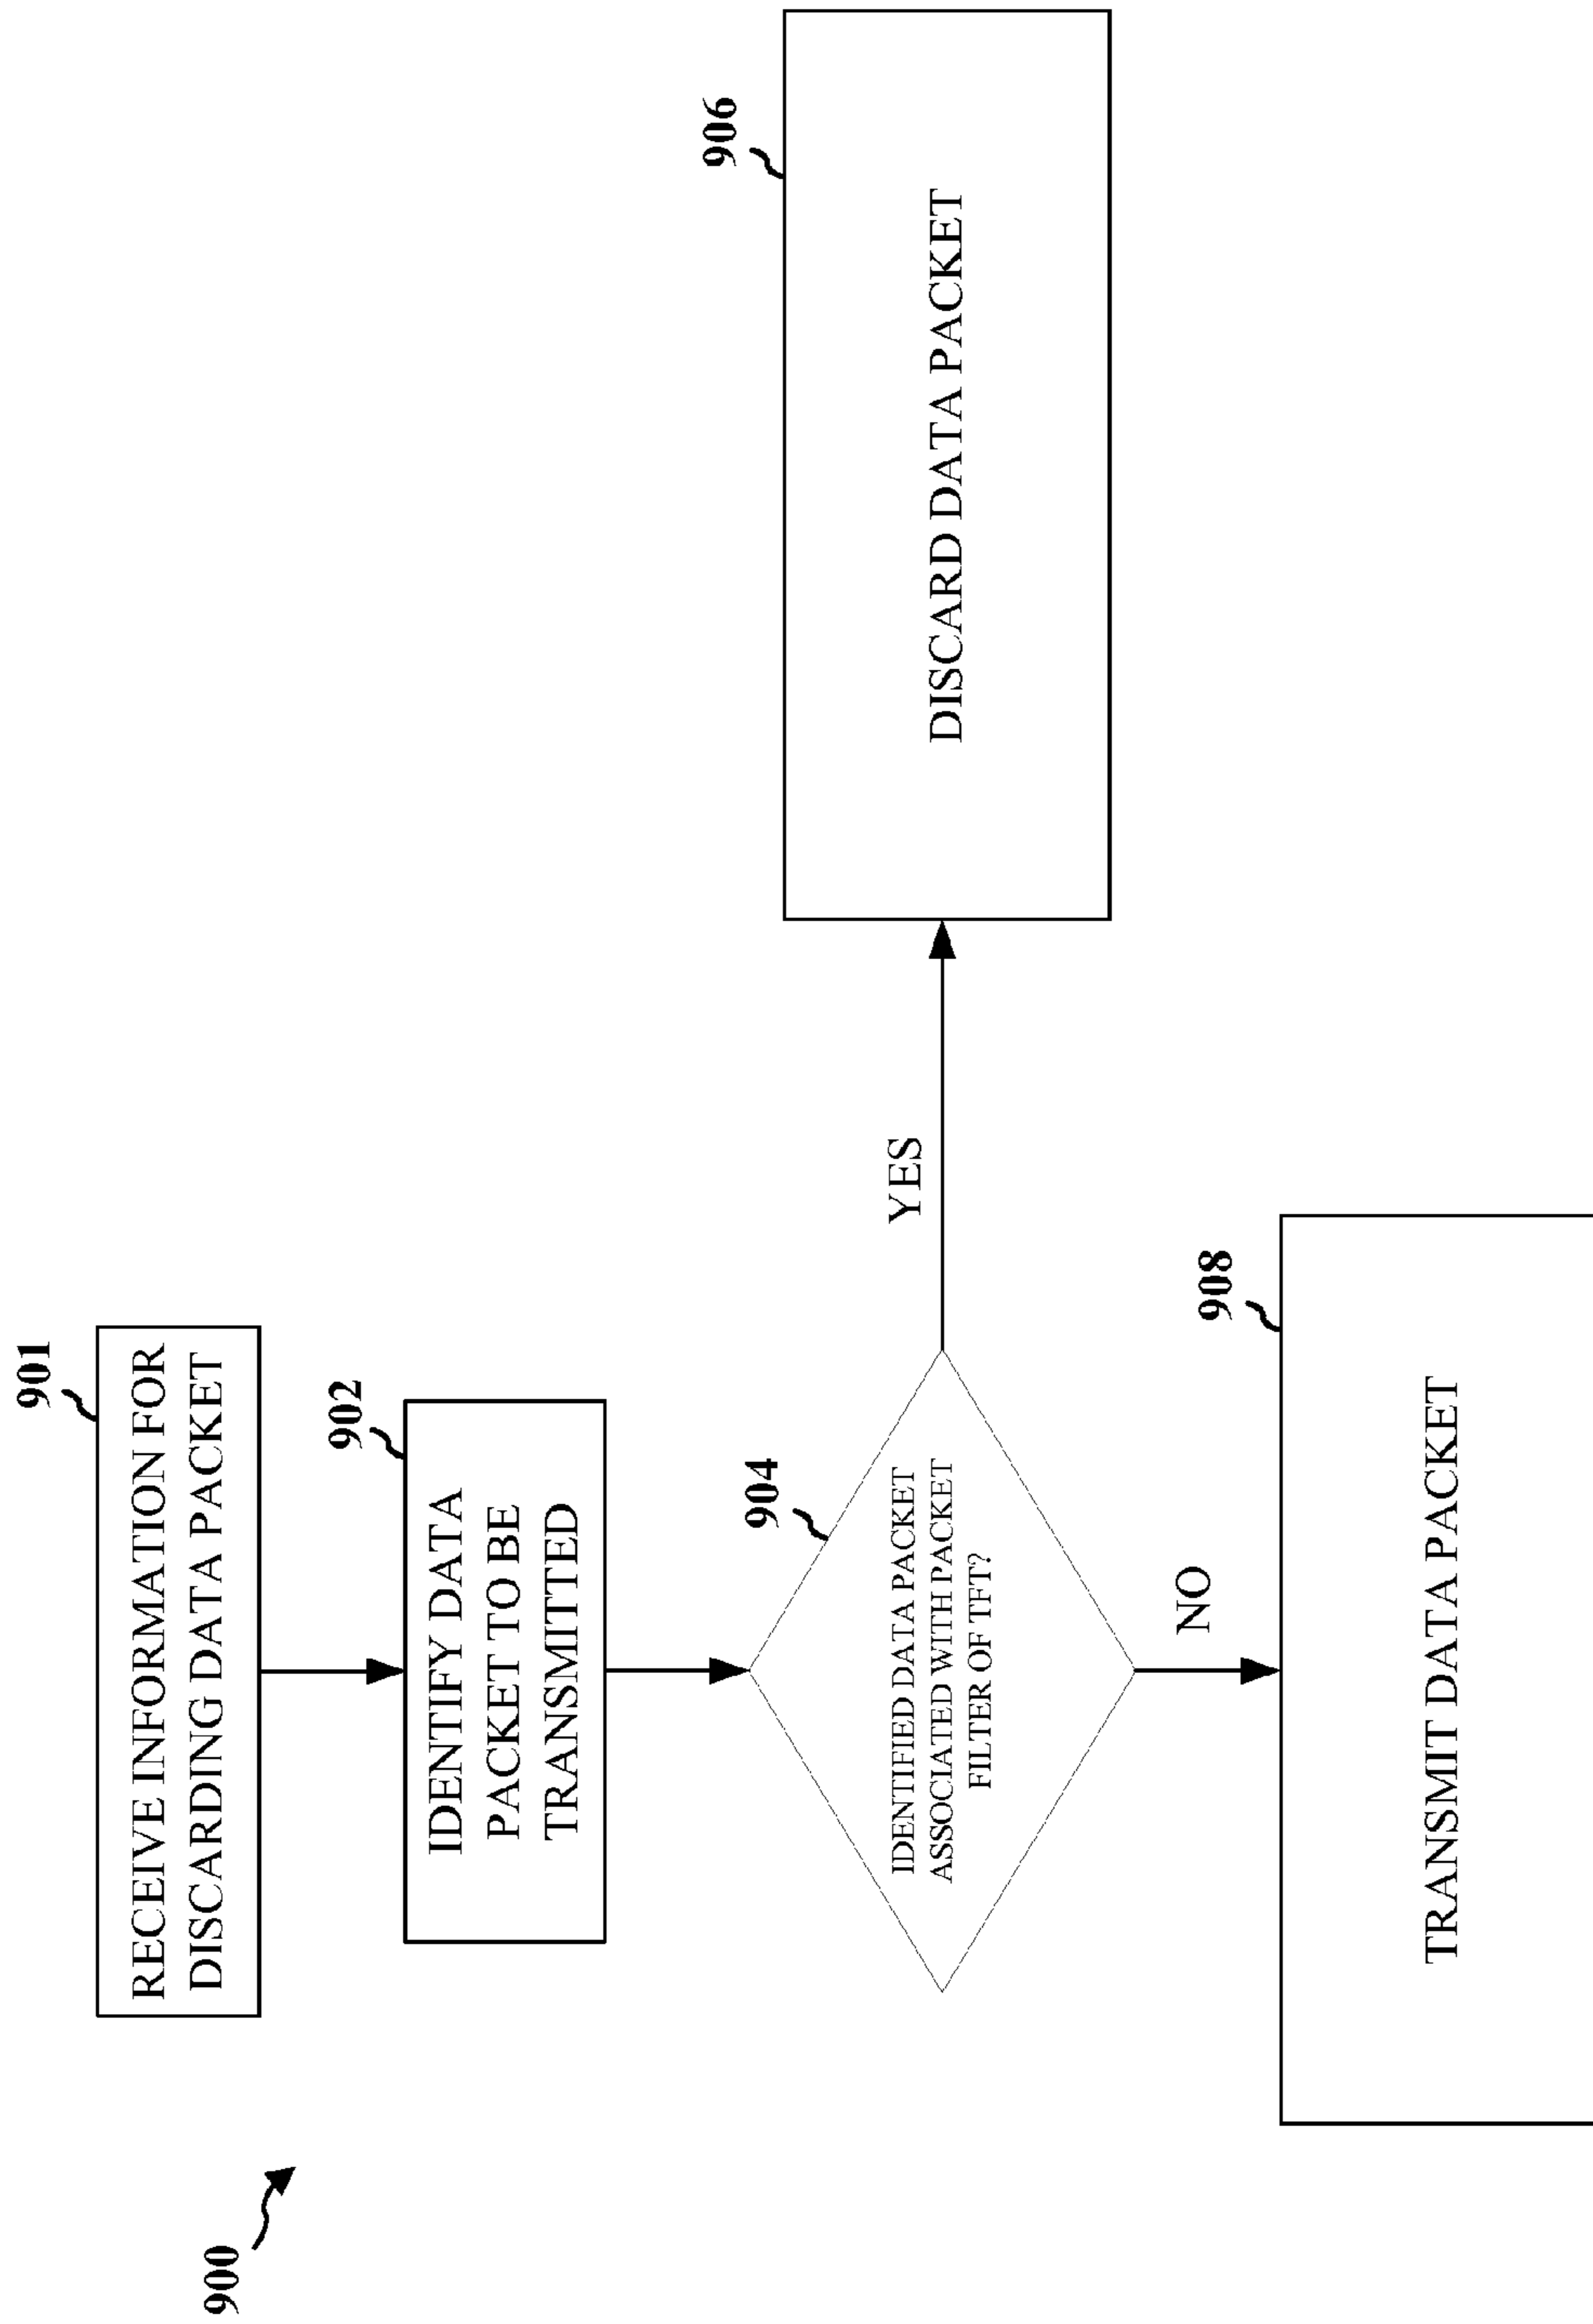 900
901
RECEIVE INFORMATION FOR
DISCARDING DATA PACKET
902
IDENTIFY DATA
PACKET TO BE
TRANSMITTED
904
IDENTIFIED DATA PACKET
ASSOCIATED WITH PACKET
FILTER OF TFT?
YES
906
DISCARD DATA PACKET
NO
908
TRANSMIT DATA PACKET